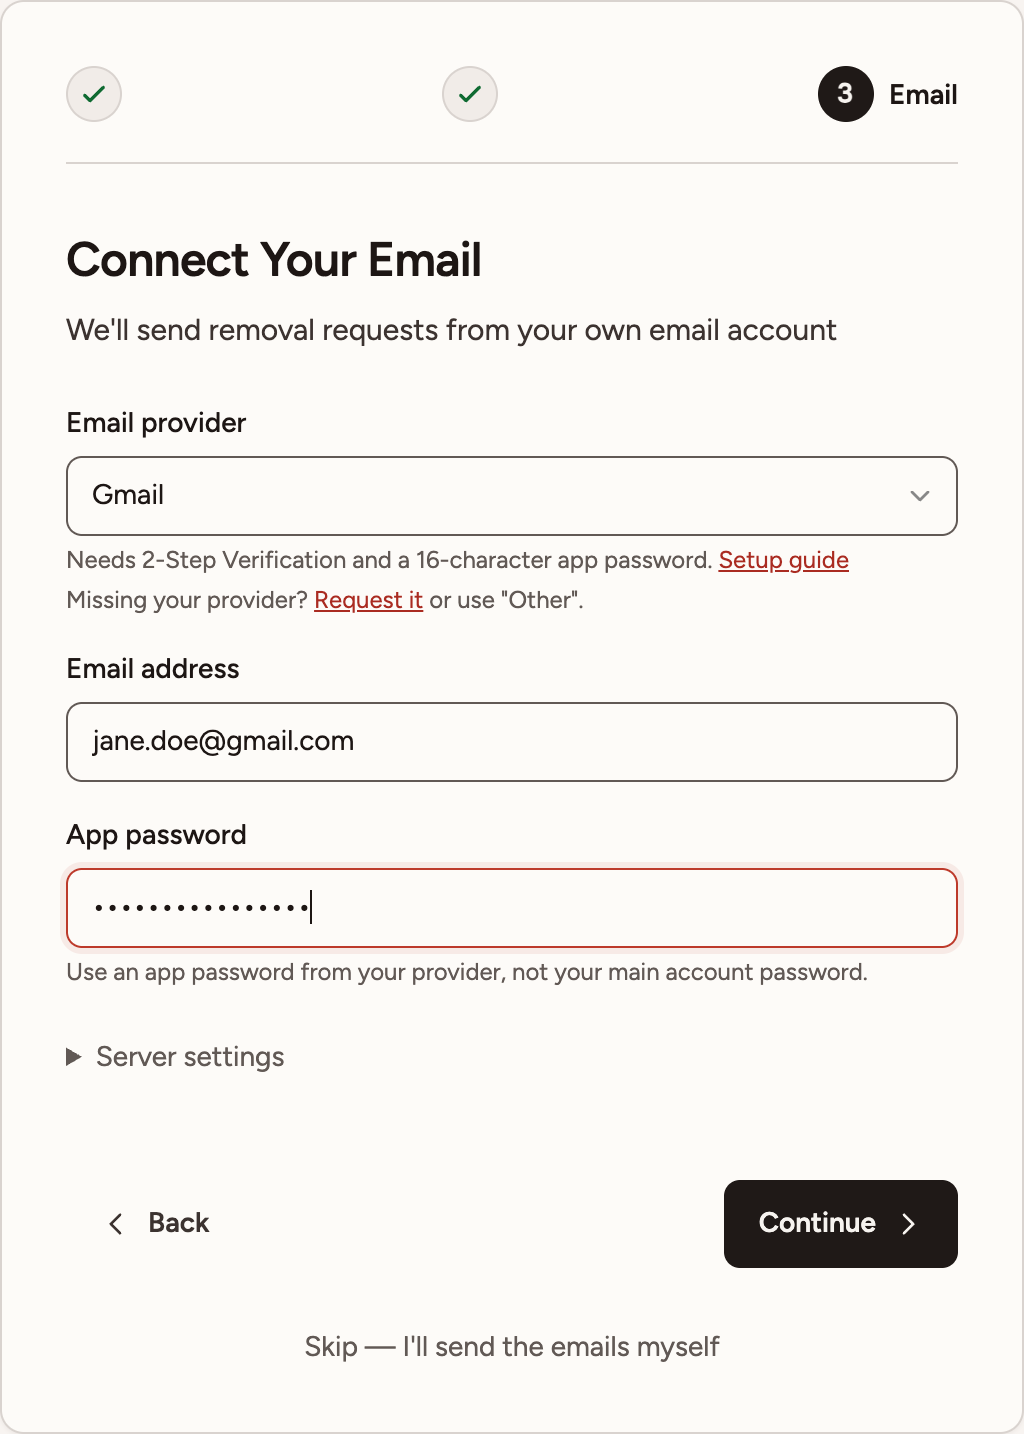 3 Email
Connect Your Email
We'll send removal requests from your own email account
Email provider
Gmail
Needs 2-Step Verification and a 16-character app password. Setup guide
Missing your provider? Request it or use "Other".
Email address
jane.doe@gmail.com
App password
••••••••••••••••
Use an app password from your provider, not your main account password.
Server settings
Back
Continue
Skip — I'll send the emails myself